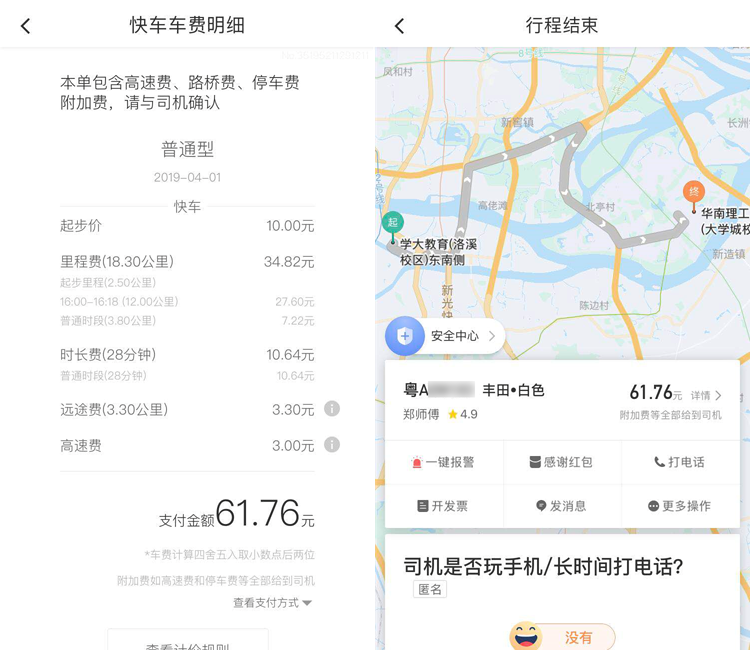 快车车费明细
本单包含高速费、路桥费、停车费
附加费，请与司机确认
普通型
2019-04-01
快车
起步价 10.00元
里程费(18.30公里) 34.82元
起步里程(2.50公里)
16:00-16:18 (12.00公里) 27.60元
普通时段(3.80公里) 7.22元
时长费(28分钟) 10.64元
普通时段(28分钟) 10.64元
远途费(3.30公里) 3.30元
高速费 3.00元
支付金额61.76元
*车费计算四舍五入取小数点后两位
附加费如高速费和停车费等全部给到司机
查看支付方式
查看计价规则
行程结束
凤和村
新窖镇
长洲
高佬滩
北亭村
终
华南理工
(大学城校
起
学大教育(洛溪
校区)东南侧
新造镇
新光快
陈边村
安全中心
粤A 丰田•白色
61.76元 详情
郑师傅 4.9
附加费等全部给到司机
一键报警 感谢红包 打电话
开发票 发消息 更多操作
司机是否玩手机/长时间打电话?
匿名
没有